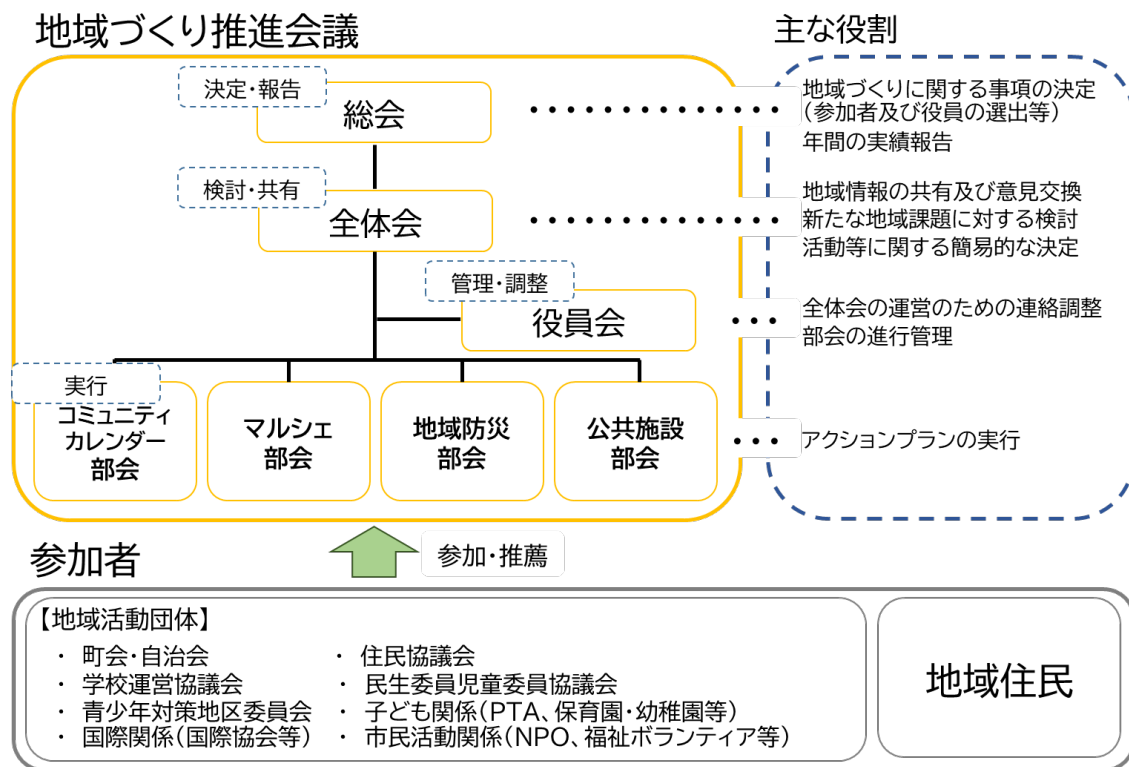 地域づくり推進会議
主な役割
決定・報告
総会
地域づくりに関する事項の決定
(参加者及び役員の選出等)
年間の実績報告
検討・共有
全体会
地域情報の共有及び意見交換
新たな地域課題に対する検討
活動等に関する簡易的な決定
管理・調整
役員会
全体会の運営のための連絡調整
部会の進行管理
実行
コミュニティ
カレンダー
部会
マルシェ
部会
地域防災
部会
公共施設
部会
アクションプランの実行
参加・推薦
参加者
【地域活動団体】
・ 町会・自治会
・ 学校運営協議会
・ 青少年対策地区委員会
・ 国際関係(国際協会等)
・ 住民協議会
・ 民生委員児童委員協議会
・ 子ども関係(PTA、保育園・幼稚園等)
・ 市民活動関係(NPO、福祉ボランティア等)
地域住民